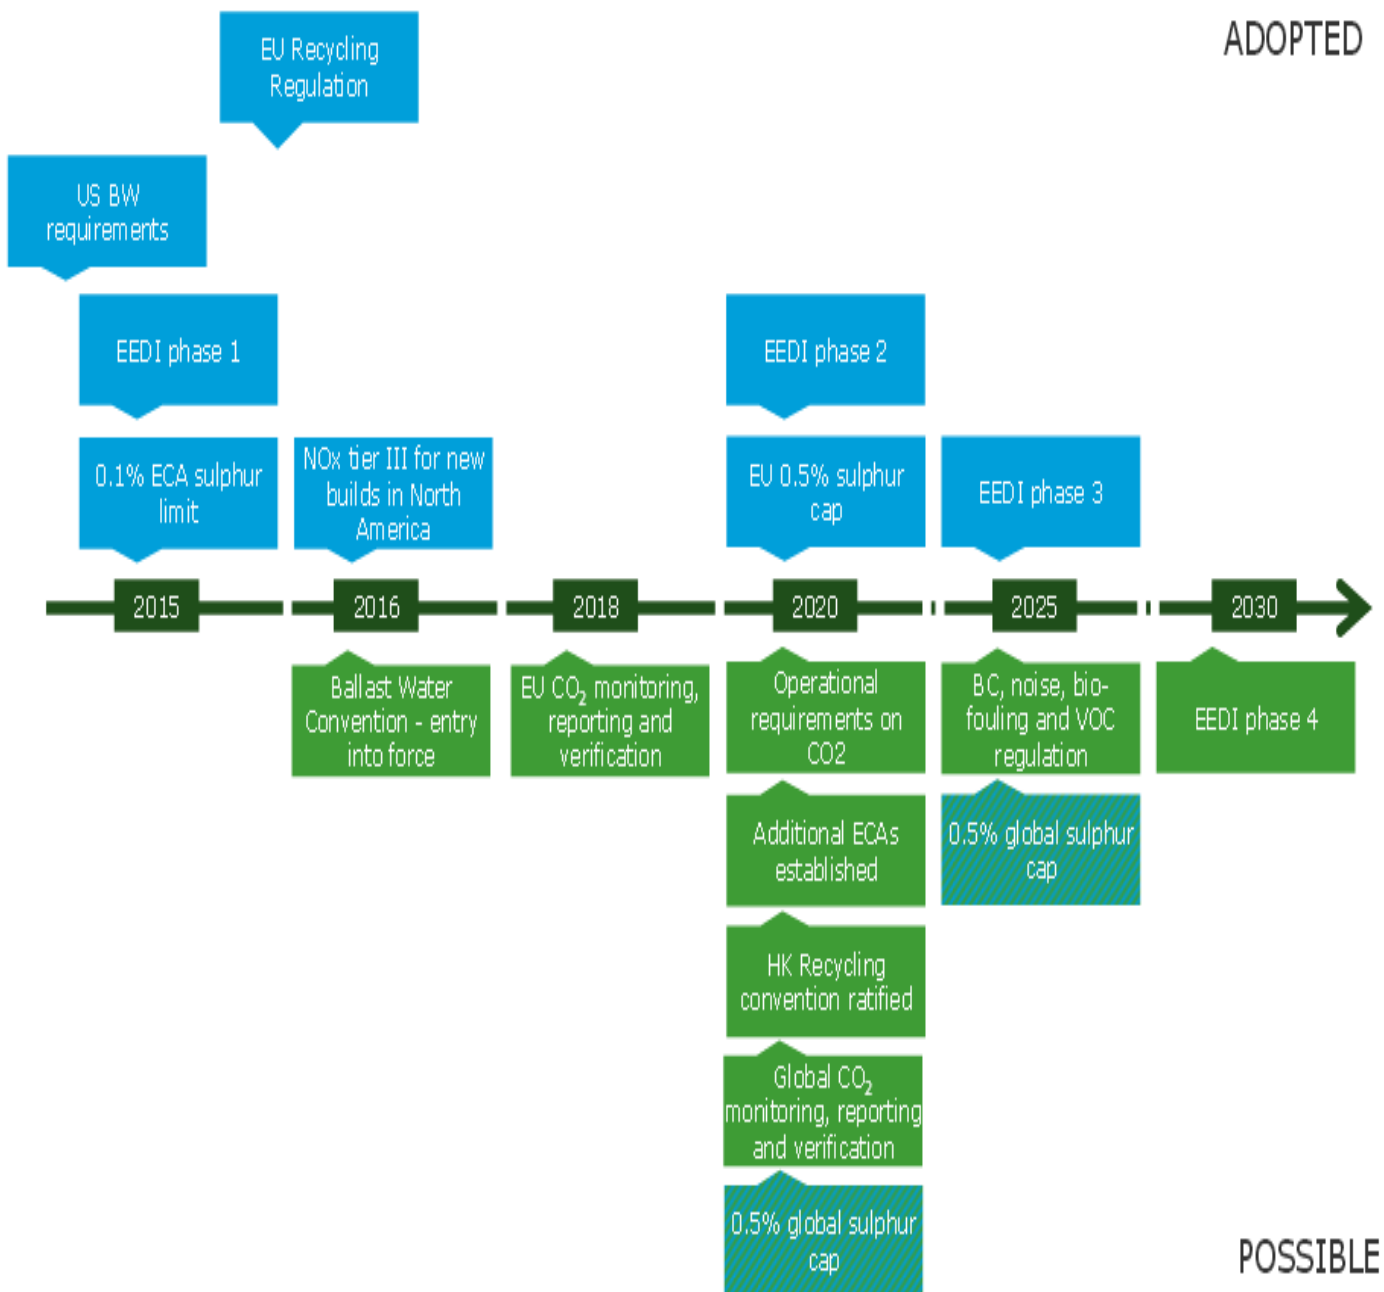 ADOPTED
EU Recycling
Regulation
US BW
requirements
EEDI phase 1
EEDI phase 2
0.1% ECA sulphur
limit
NOx tier III for new
builds in North
America
EU 0.5% sulphur
cap
EEDI phase 3
2015
2016
2018
2020
2025
2030
Ballast Water
Convention - entry
into force
EU CO₂ monitoring,
reporting and
verification
Operational
requirements on
CO2
BC, noise, bio-
fouling and VOC
regulation
EEDI phase 4
Additional ECAs
established
0.5% global sulphur
cap
HK Recycling
convention ratified
Global CO₂
monitoring, reporting
and verification
0.5% global sulphur
cap
POSSIBLE